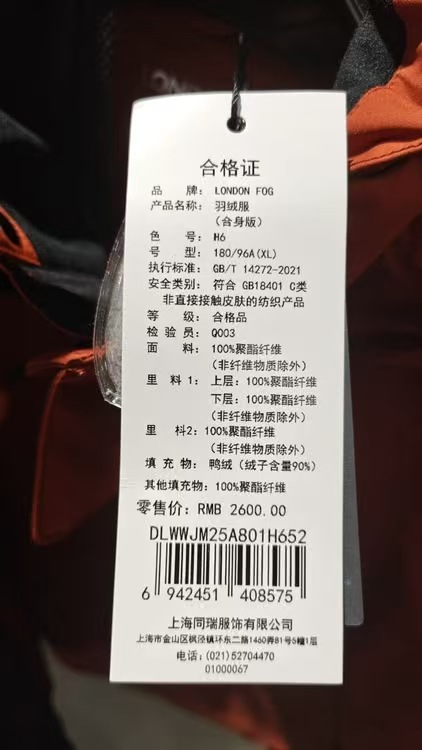 合格证
品 牌: LONDON FOG
产品名称: 羽绒服
(合身版)
色 号: H6
号 型: 180/96A(XL)
执行标准: GB/T 14272-2021
安全类别: 符合 GB18401 C类
非直接接触皮肤的纺织产品
等 级: 合格品
检 验 员: Q003
面 料: 100%聚酯纤维
(非纤维物质除外)
里 料 1: 上层: 100%聚酯纤维
下层: 100%聚酯纤维
(非纤维物质除外)
里 料2: 100%聚酯纤维
(非纤维物质除外)
填 充 物: 鸭绒 (绒子含量90%)
其他填充物: 100%聚酯纤维
零售价: RMB 2600.00
DLWWJM25A801H652
6 942451 408575
上海同瑞服饰有限公司
上海市金山区枫泾镇环东二路1460弄81号5幢1层
电话: (021)52704470
01000067